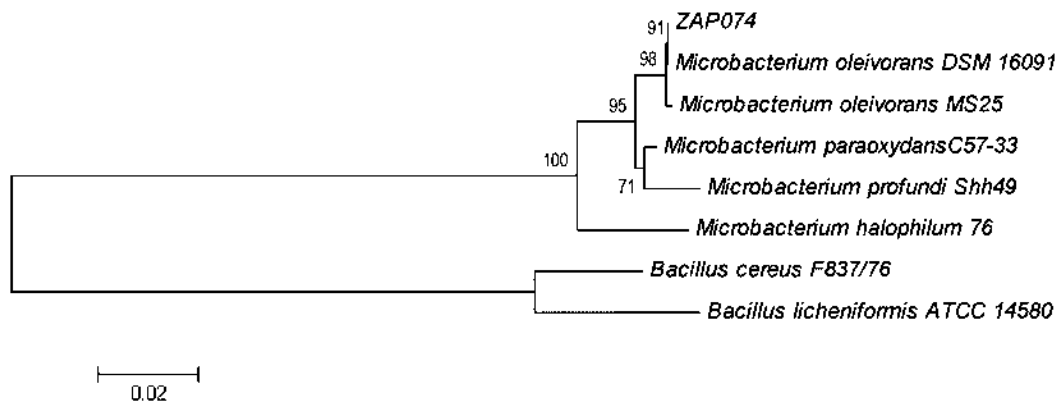 ZAP074
91
98
Microbacterium oleivorans DSM 16091
95
Microbacterium oleivorans MS25
Microbacterium paraoxydansC57-33
100
71
Microbacterium profundi Shh49
Microbacterium halophilum 76
Bacillus cereus F837/76
Bacillus licheniformis ATCC 14580
0.02